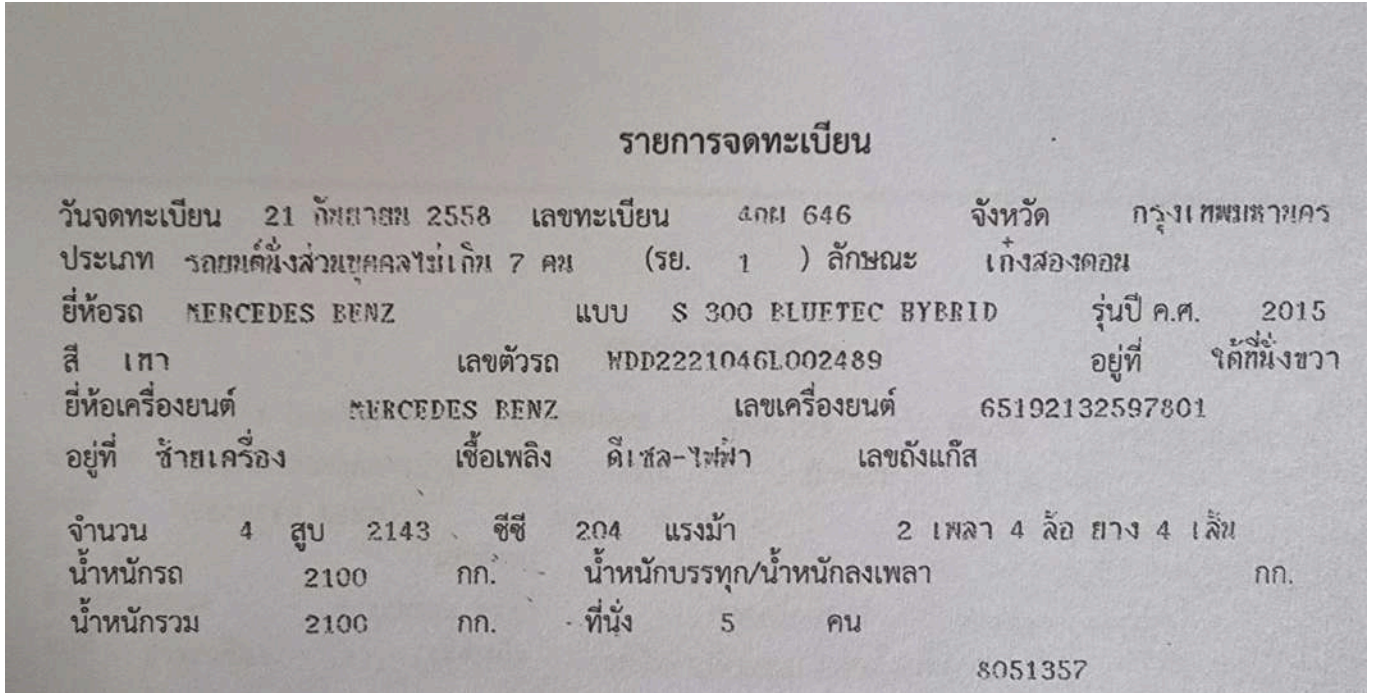 รายการจดทะเบียน
วันจดทะเบียน 21 กันยายน 2558 เลขทะเบียน 4กผ 646 จังหวัด กรุงเทพมหานคร
ประเภท รถยนต์นั่งส่วนบุคคลไม่เกิน 7 คน (รย. 1 ) ลักษณะ เก๋งสองตอน
ยี่ห้อรถ MERCEDES BENZ แบบ S 300 BLUETEC HYBRID รุ่นปี ค.ศ. 2015
สี เทา เลขตัวรถ WDD2221046L002489 อยู่ที่ ใต้ที่นั่งขวา
ยี่ห้อเครื่องยนต์ MERCEDES BENZ เลขเครื่องยนต์ 65192132597801
อยู่ที่ ซ้ายเครื่อง เชื้อเพลิง ดีเซล-ไฟฟ้า เลขถังแก๊ส
จำนวน 4 สูบ 2143 ซีซี 204 แรงม้า 2 เพลา 4 ล้อ ยาง 4 เส้น
น้ำหนักรถ 2100 กก. น้ำหนักบรรทุก/น้ำหนักลงเพลา กก.
น้ำหนักรวม 2100 กก. ที่นั่ง 5 คน
8051357